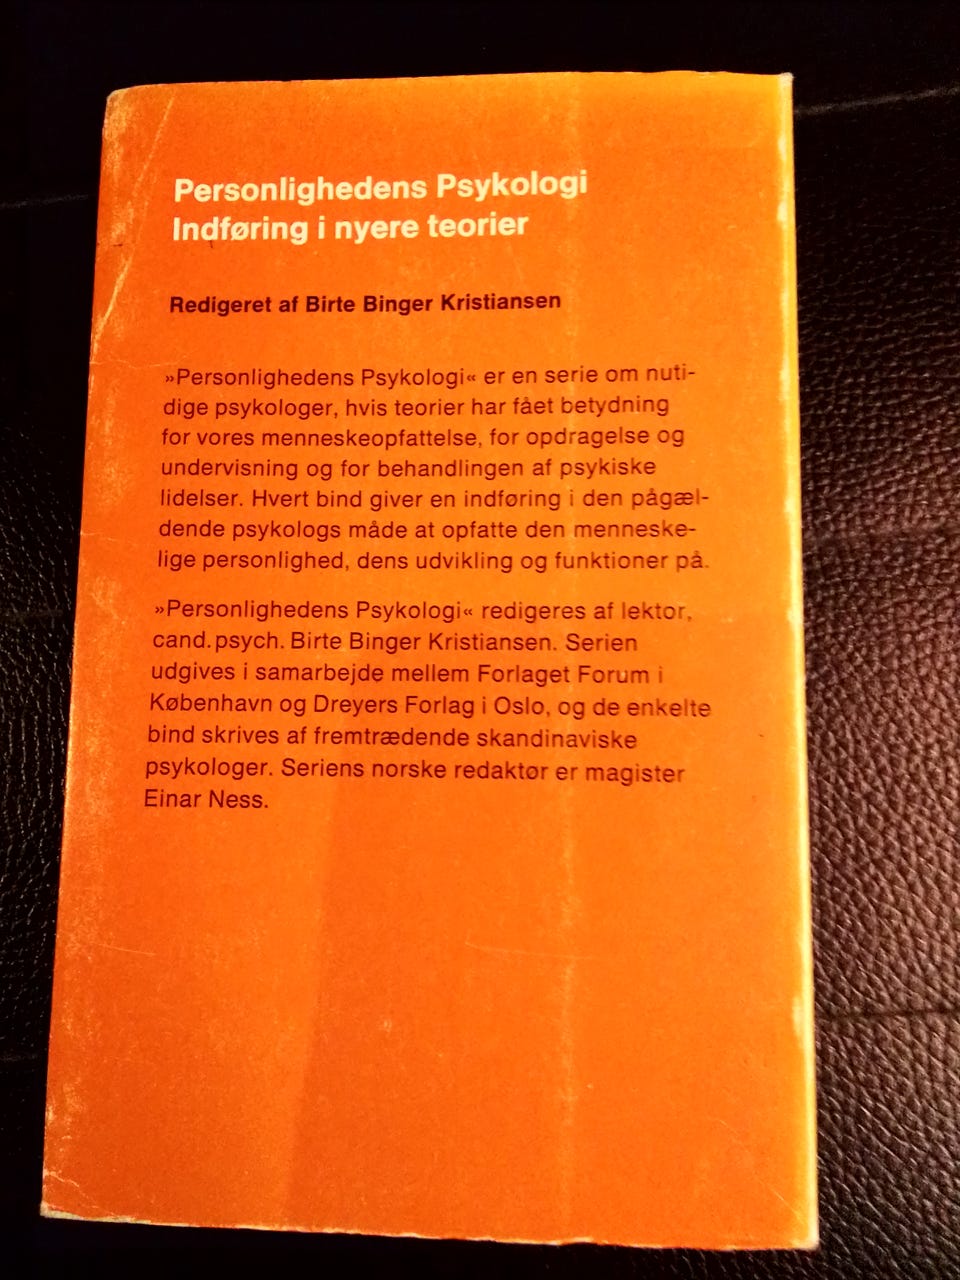 Personlighedens Psykologi
Indføring i nyere teorier
Redigeret af Birte Binger Kristiansen
»Personlighedens Psykologi« er en serie om nuti-
dige psykologer, hvis teorier har fået betydning
for vores menneskeopfattelse, for opdragelse og
undervisning og for behandlingen af psykiske
lidelser. Hvert bind giver en indføring i den pågæl-
dende psykologs måde at opfatte den menneske-
lige personlighed, dens udvikling og funktioner på.
»Personlighedens Psykologi« redigeres af lektor,
cand.psych. Birte Binger Kristiansen. Serien
udgives i samarbejde mellem Forlaget Forum i
København og Dreyers Forlag i Oslo, og de enkelte
bind skrives af fremtrædende skandinaviske
psykologer. Seriens norske redaktør er magister
Einar Ness.